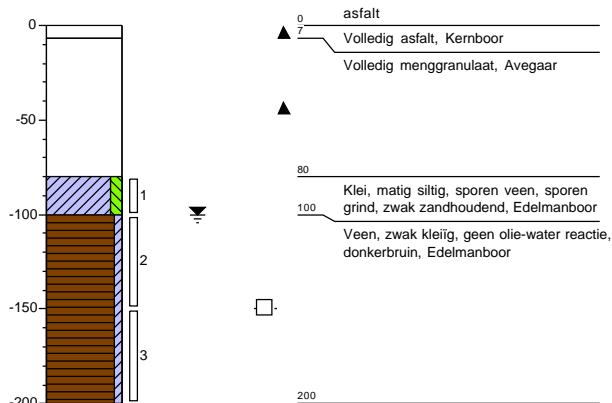 0
-50
-100
-150
-200
1
2
3
0
asfalt
7
Volledig asfalt, Kernboor
Volledig menggranulaat, Avegaar
80
Klei, matig siltig, sporen veen, sporen
grind, zwak zandhoudend, Edelmanboor
100
Veen, zwak kleiïg, geen olie-water reactie,
donkerbruin, Edelmanboor
200